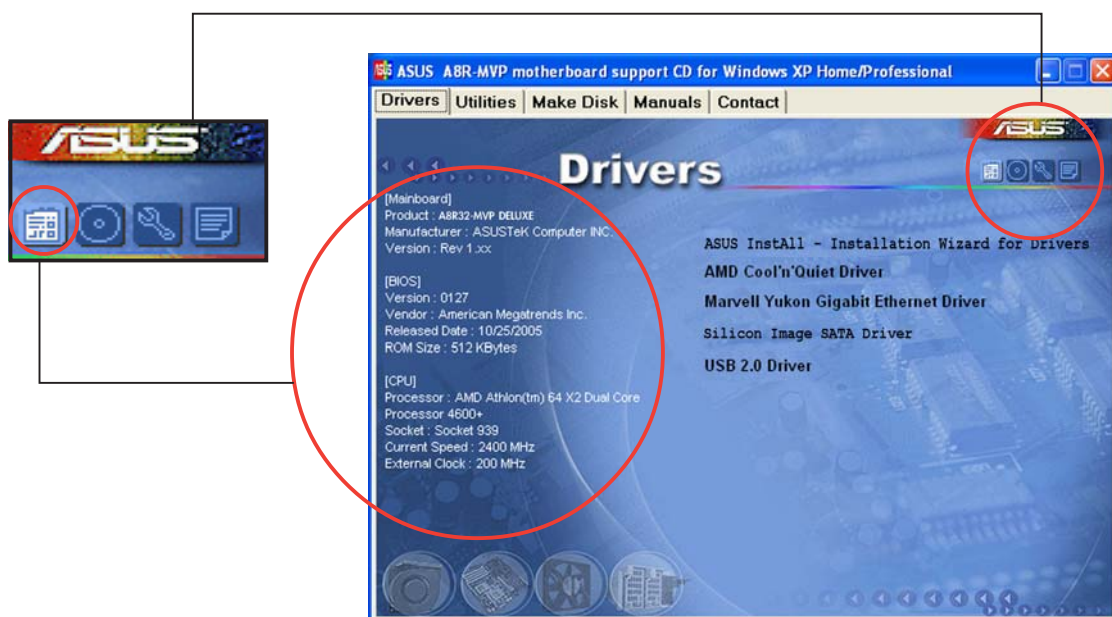 ASUS
ASUS A8R-MVP motherboard support CD for Windows XP Home/Professional
Drivers Utilities Make Disk Manuals Contact
ASUS
Drivers
[Mainboard]
Product : A8R32-MVP DELUXE
Manufacturer : ASUSTeK Computer INC.
Version : Rev 1.xx
[BIOS]
Version : 0127
Vendor : American Megatrends Inc.
Released Date : 10/25/2005
ROM Size : 512 KBytes
[CPU]
Processor : AMD Athlon(tm) 64 X2 Dual Core
Processor 4600+
Socket : Socket 939
Current Speed : 2400 MHz
External Clock : 200 MHz
ASUS InstAll - Installation Wizard for Drivers
AMD Cool'n'Quiet Driver
Marvell Yukon Gigabit Ethernet Driver
Silicon Image SATA Driver
USB 2.0 Driver